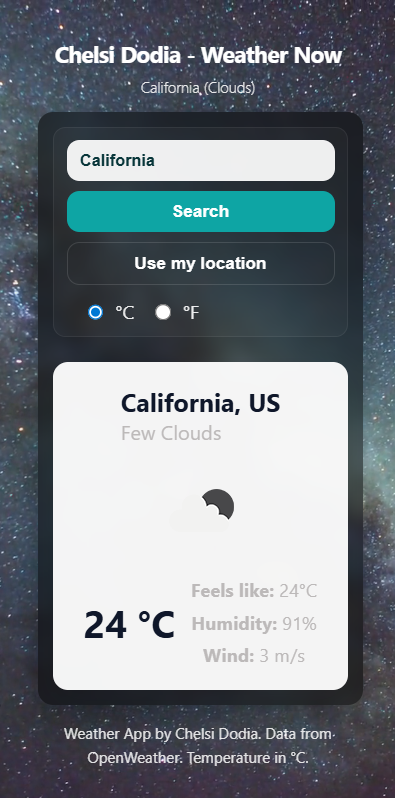 Chelsi Dodia - Weather Now
California (Clouds)
California
Search
Use my location
°C °F
California, US
Few Clouds
24 °C
Feels like: 24°C
Humidity: 91%
Wind: 3 m/s
Weather App by Chelsi Dodia. Data from
OpenWeather. Temperature in °C.